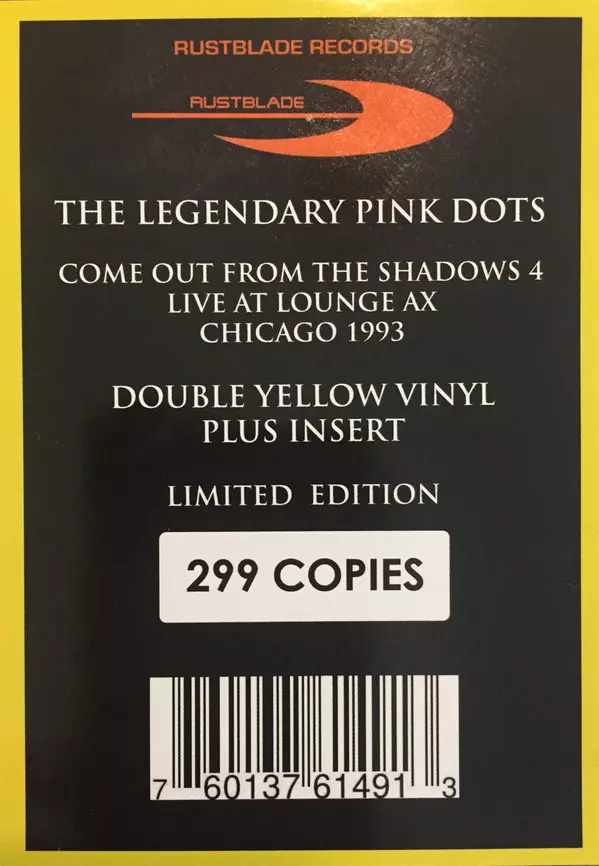 RUSTBLADE RECORDS
RUSTBLADE
THE LEGENDARY PINK DOTS
COME OUT FROM THE SHADOWS 4
LIVE AT LOUNGE AX
CHICAGO 1993
DOUBLE YELLOW VINYL
PLUS INSERT
LIMITED EDITION
299 COPIES
7 60137 61491 3